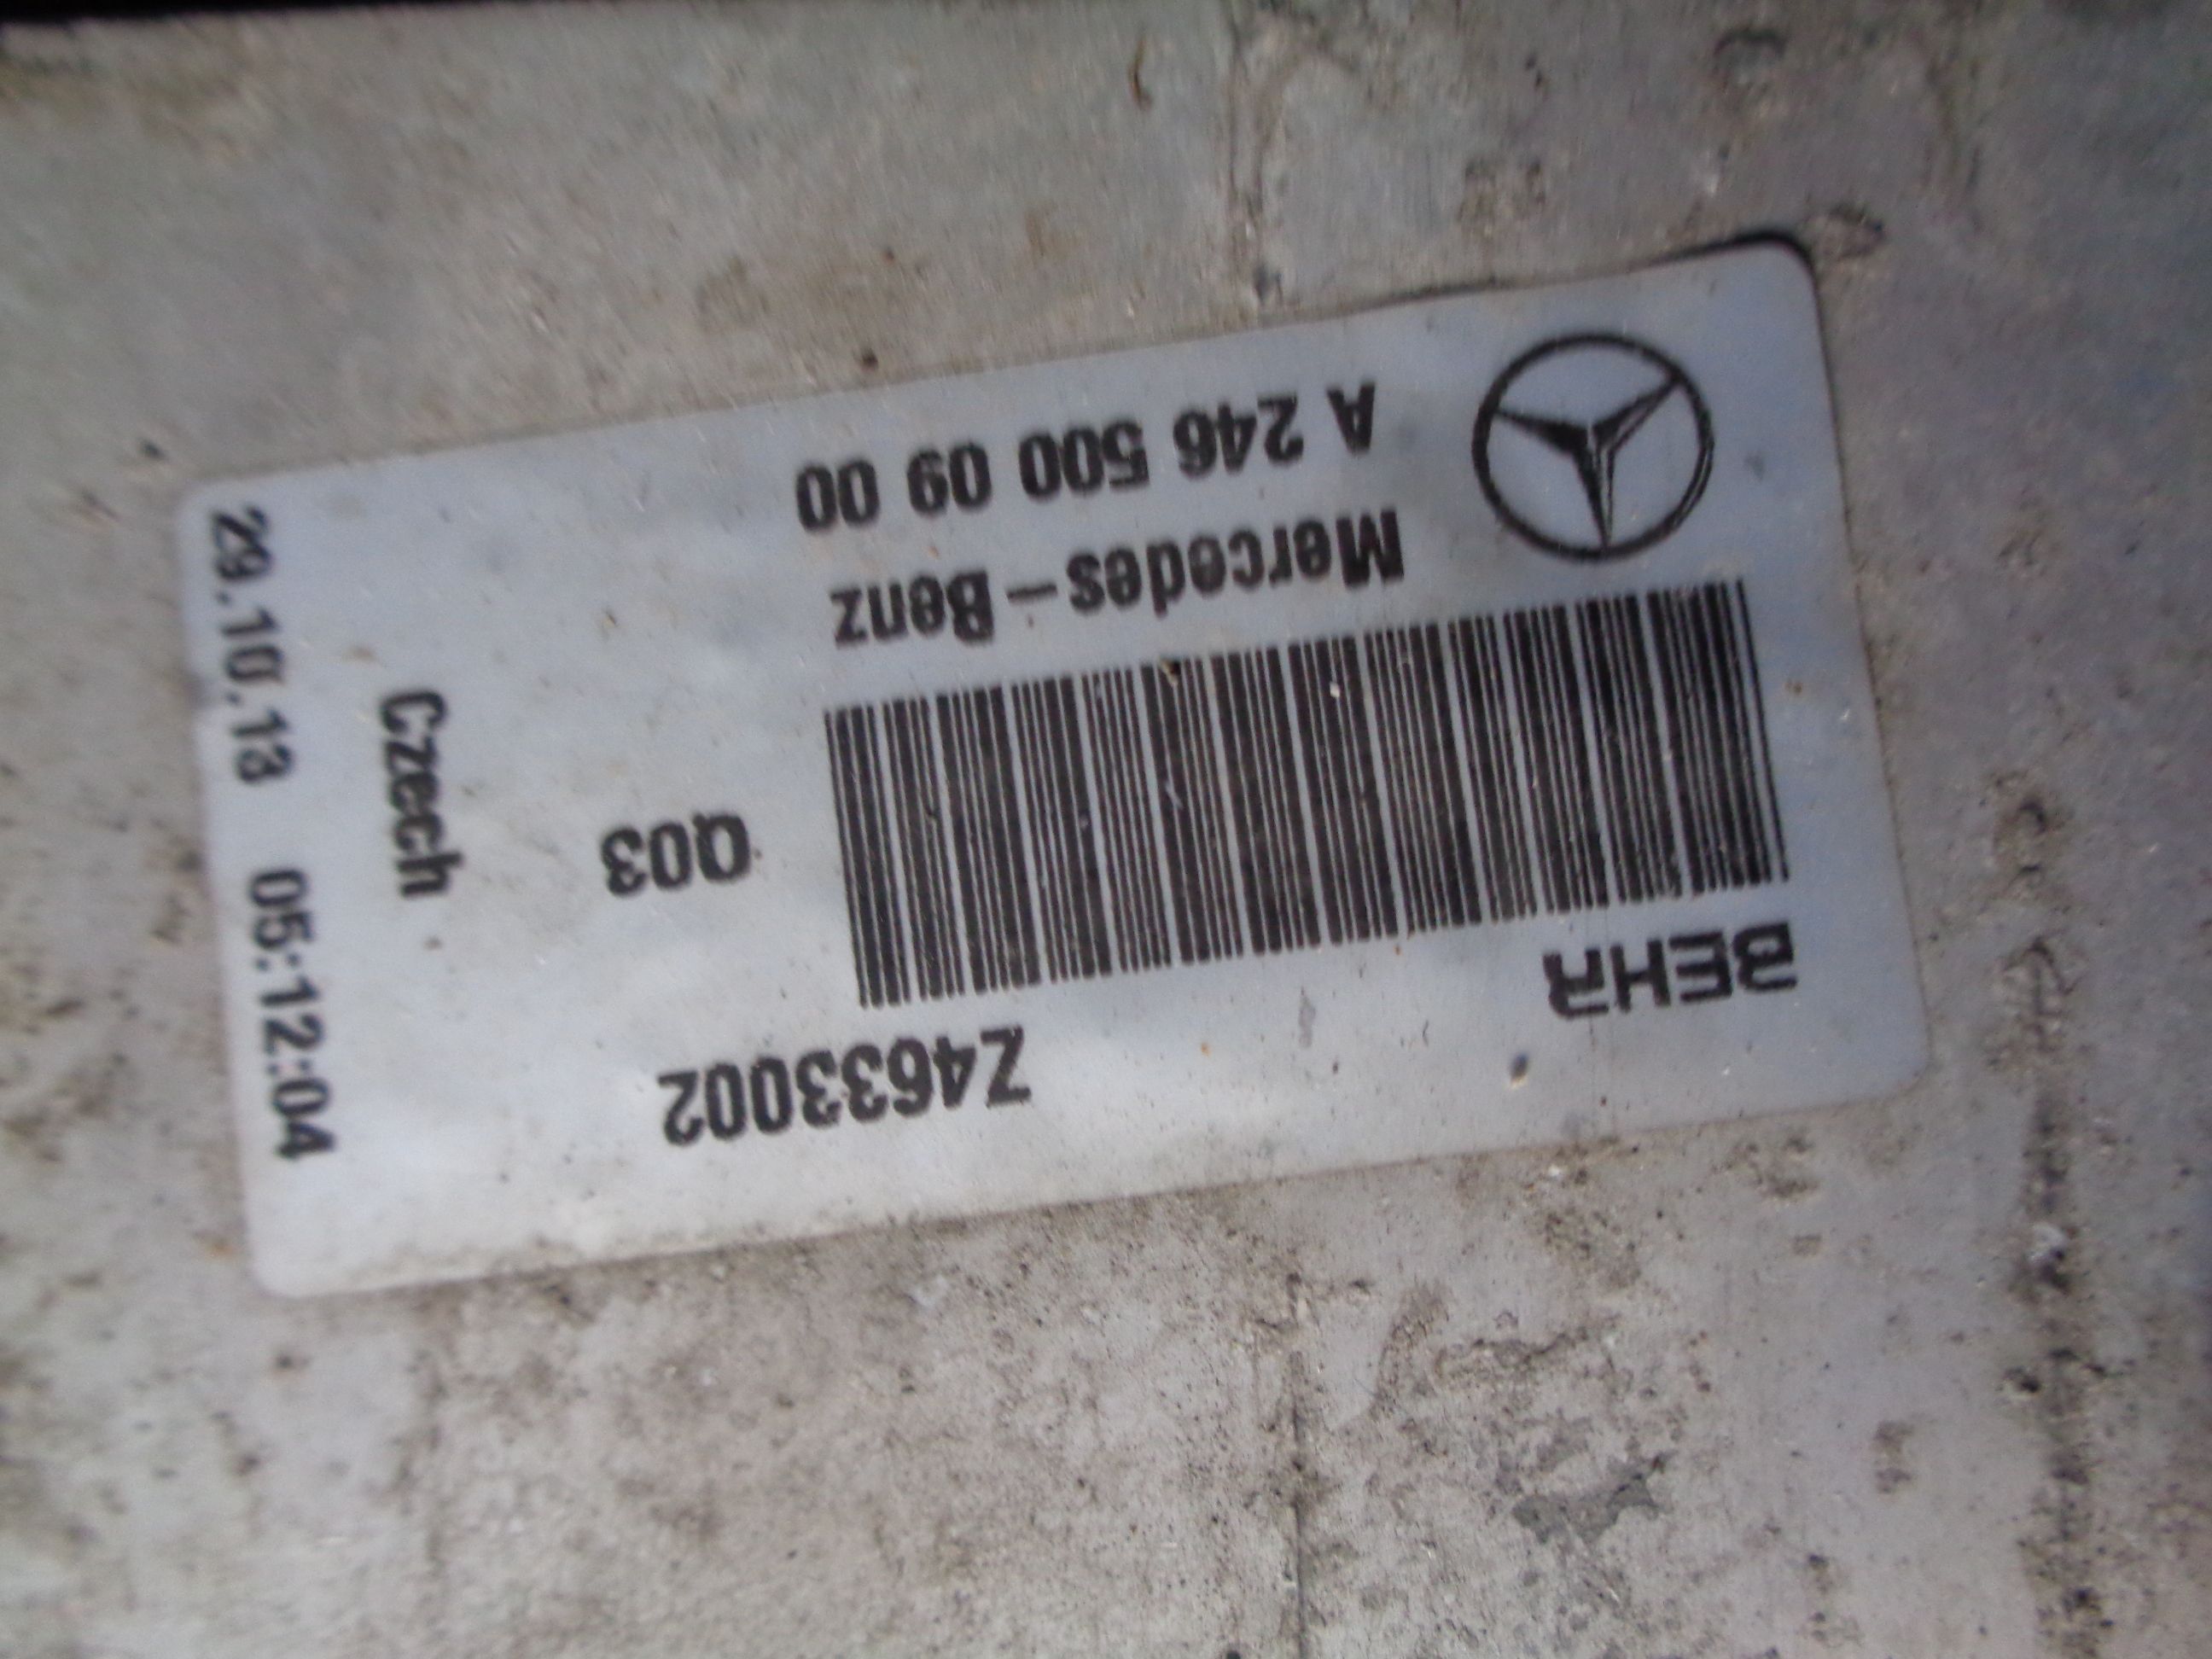 BEHR
Z4633002
Q03
Mercedes-Benz
A 246 500 09 00
Czech
29.10.13 05:12:04